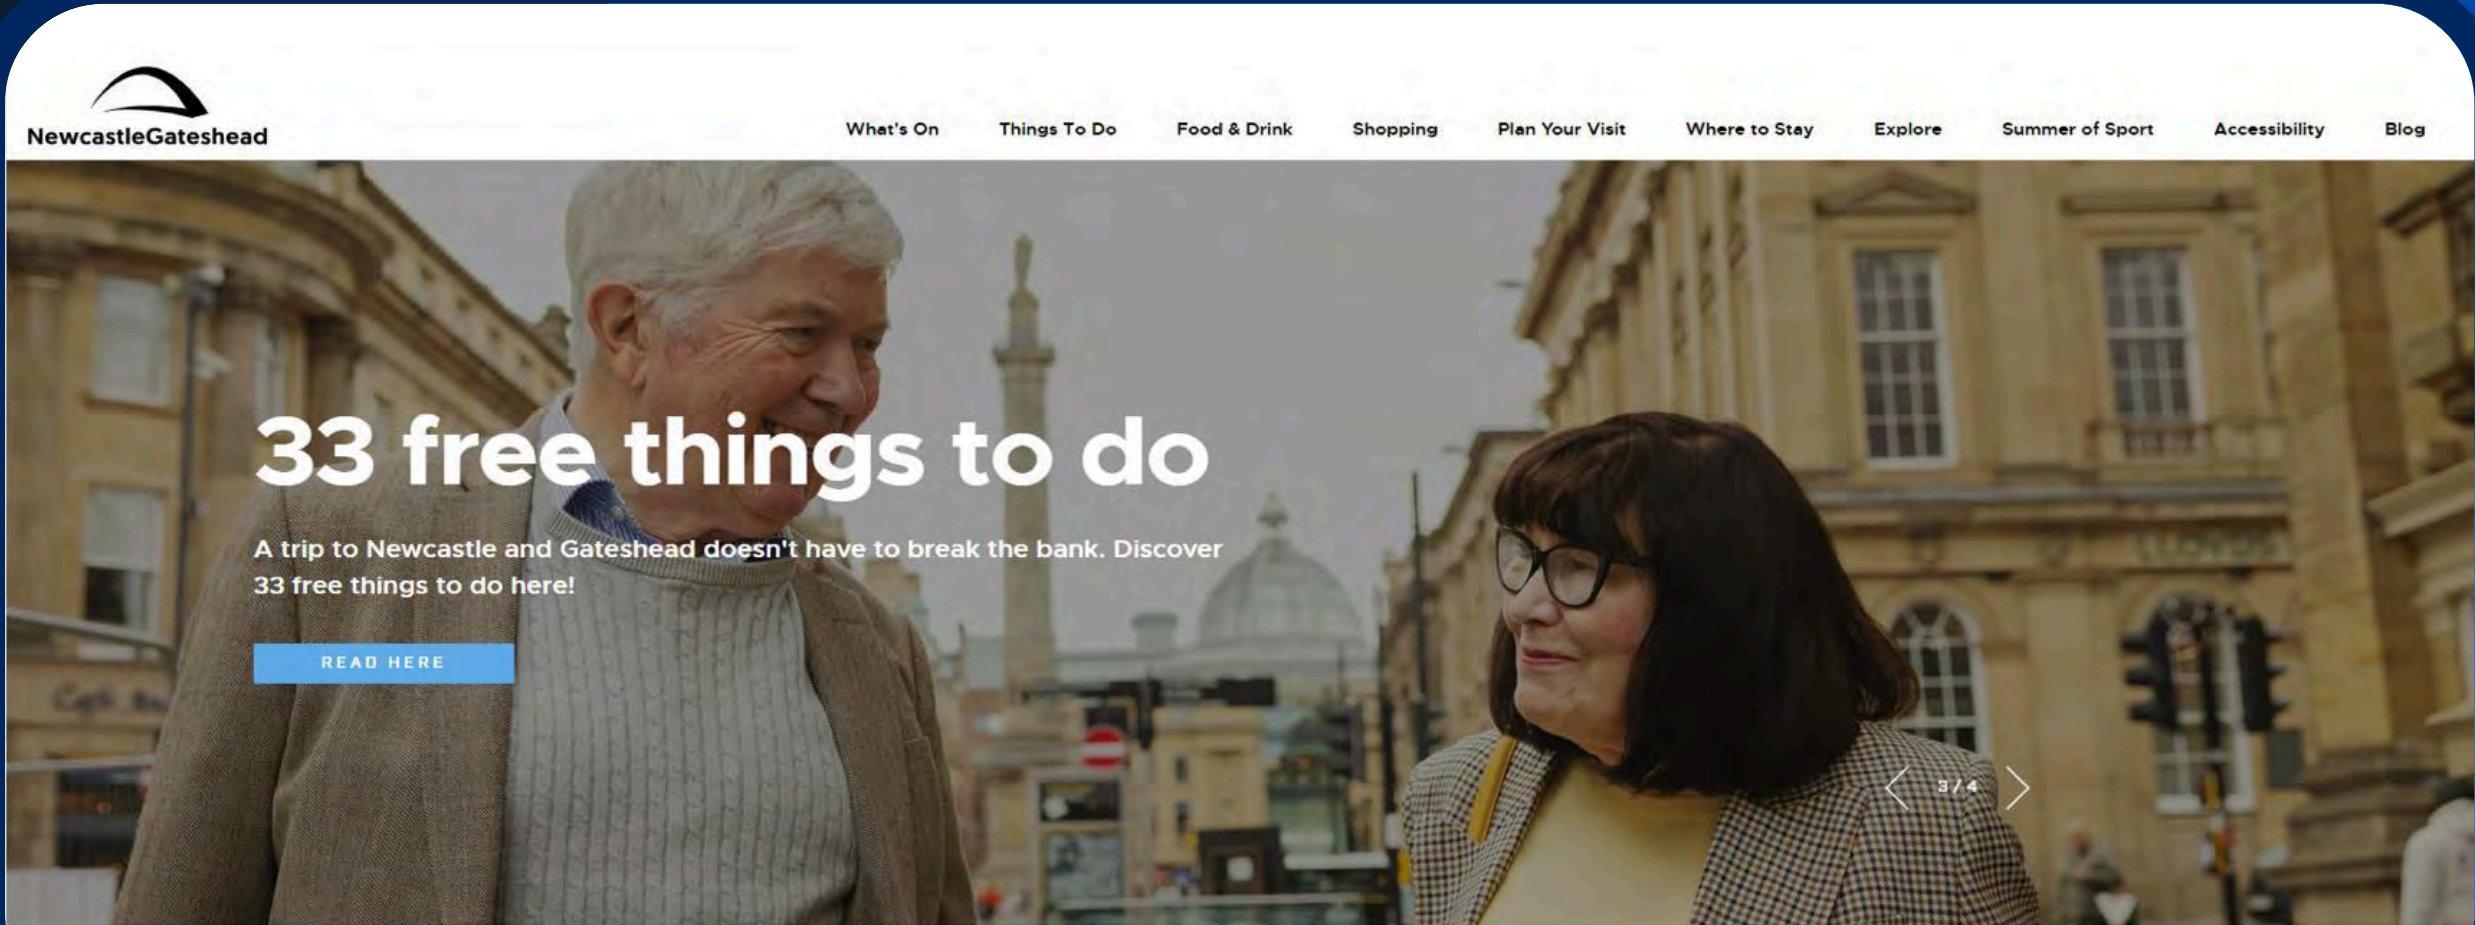 NewcastleGateshead
What's On
Things To Do
Food & Drink
Shopping
Plan Your Visit
Where to Stay
Explore
Summer of Sport
Accessibility
Blog
33 free things to do
A trip to Newcastle and Gateshead doesn't have to break the bank. Discover
33 free things to do here!
READ HERE
3 / 4